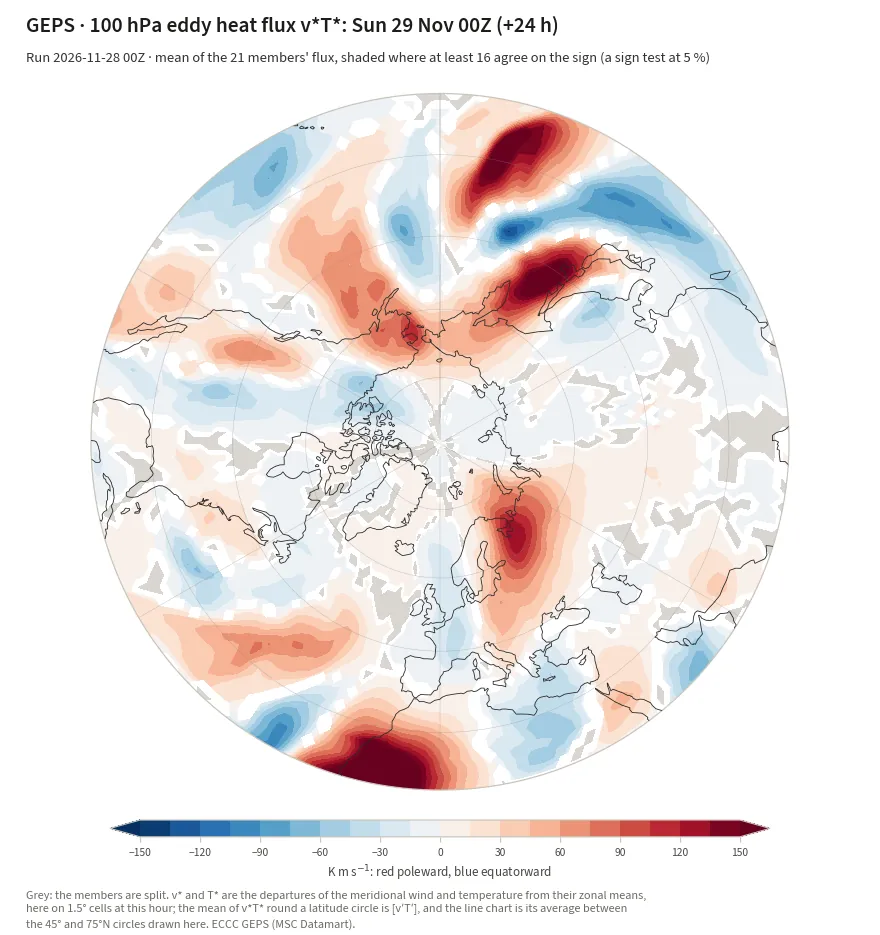 GEPS · 100 hPa eddy heat flux v*T*: Sun 29 Nov 00Z (+24 h)
Run 2026-11-28 00Z · mean of the 21 members' flux, shaded where at least 16 agree on the sign (a sign test at 5 %)
−150 −120 −90 −60 −30 0 30 60 90 120 150
K m s⁻¹: red poleward, blue equatorward
Grey: the members are split. v* and T* are the departures of the meridional wind and temperature from their zonal means,
here on 1.5° cells at this hour; the mean of v*T* round a latitude circle is [v'T'], and the line chart is its average between
the 45° and 75°N circles drawn here. ECCC GEPS (MSC Datamart).